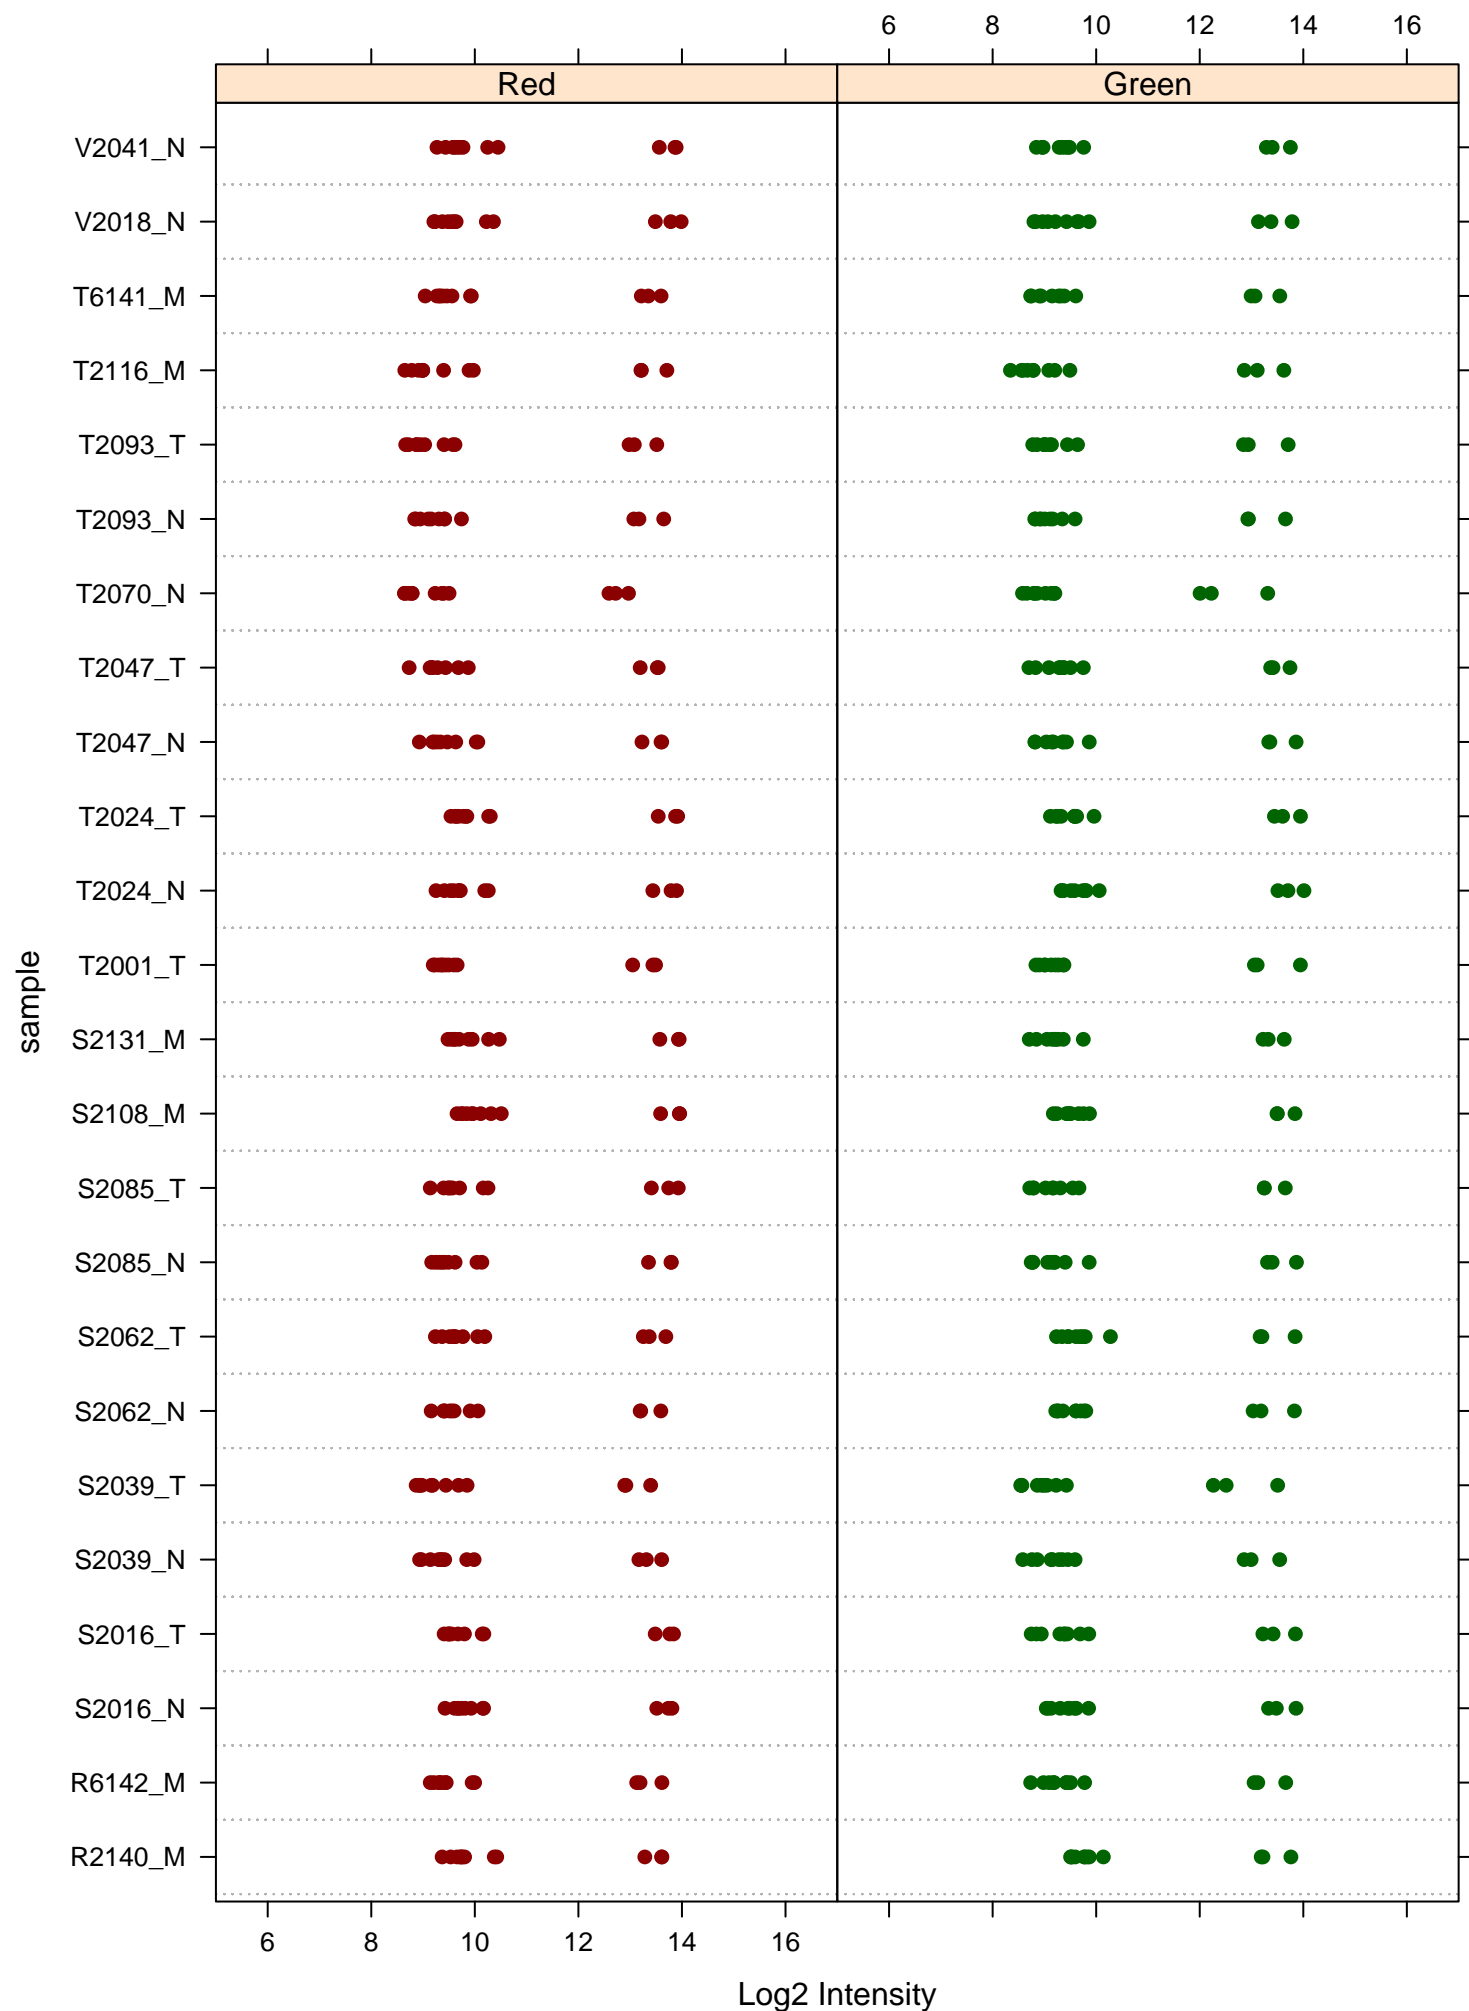 6 8 10 12 14 16
Red Green
V2041_N
V2018_N
T6141_M
T2116_M
T2093_T
T2093_N
T2070_N
T2047_T
T2047_N
T2024_T
T2024_N
T2001_T
S2131_M
S2108_M
S2085_T
S2085_N
S2062_T
S2062_N
S2039_T
S2039_N
S2016_T
S2016_N
R6142_M
R2140_M
sample
6 8 10 12 14 16
Log2 Intensity